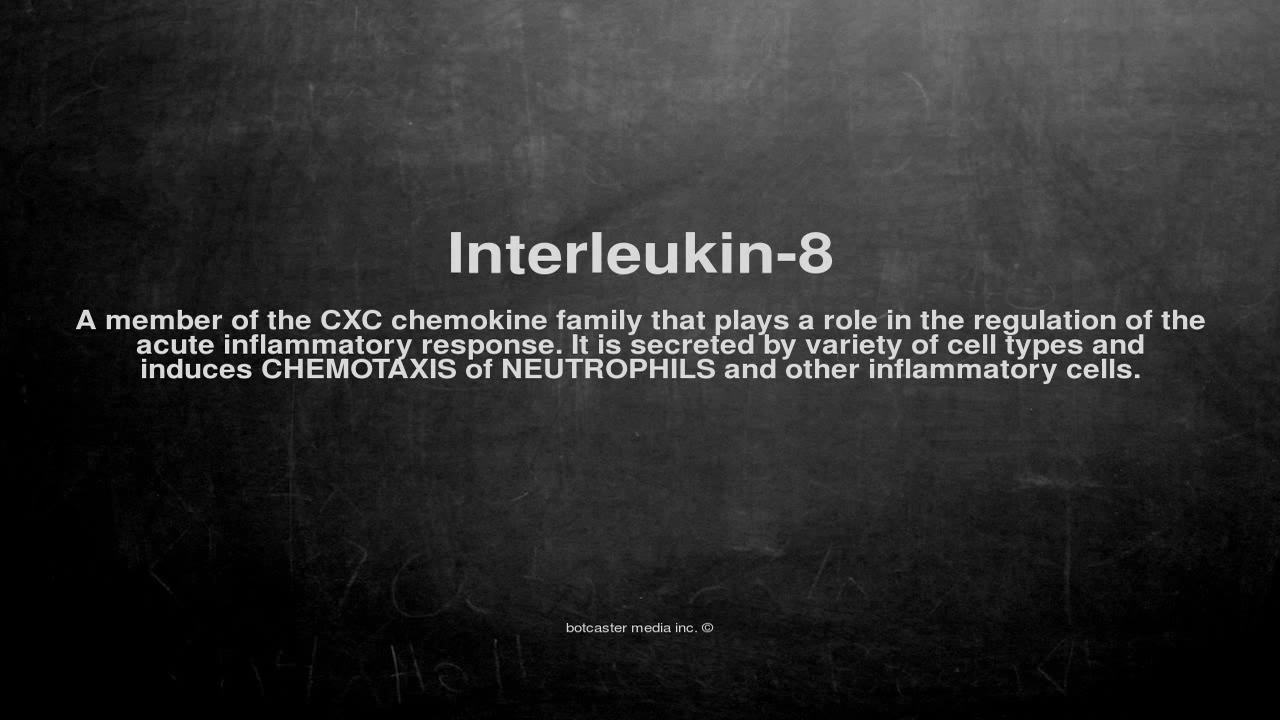 Interleukin-8
A member of the CXC chemokine family that plays a role in the regulation of the
acute inflammatory response. It is secreted by variety of cell types and
induces CHEMOTAXIS of NEUTROPHILS and other inflammatory cells.
botcaster media inc. ©